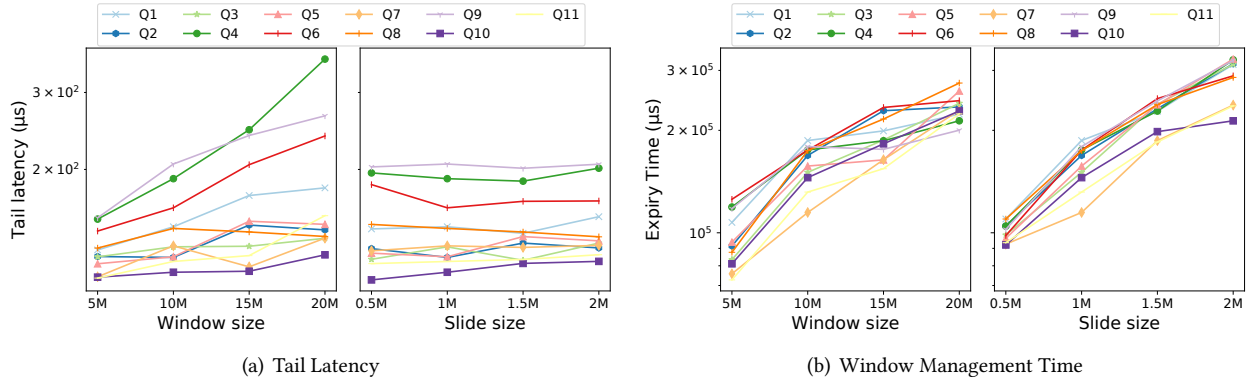 Q1 Q3 Q5 Q7 Q9 Q11
Q2 Q4 Q6 Q8 Q10
Tail latency (μs)
3 × 10²
2 × 10²
5M 10M 15M 20M
Window size
0.5M 1M 1.5M 2M
Slide size
(a) Tail Latency
Q1 Q3 Q5 Q7 Q9 Q11
Q2 Q4 Q6 Q8 Q10
Expiry Time (μs)
3 × 10⁵
2 × 10⁵
10⁵
5M 10M 15M 20M
Window size
0.5M 1M 1.5M 2M
Slide size
(b) Window Management Time